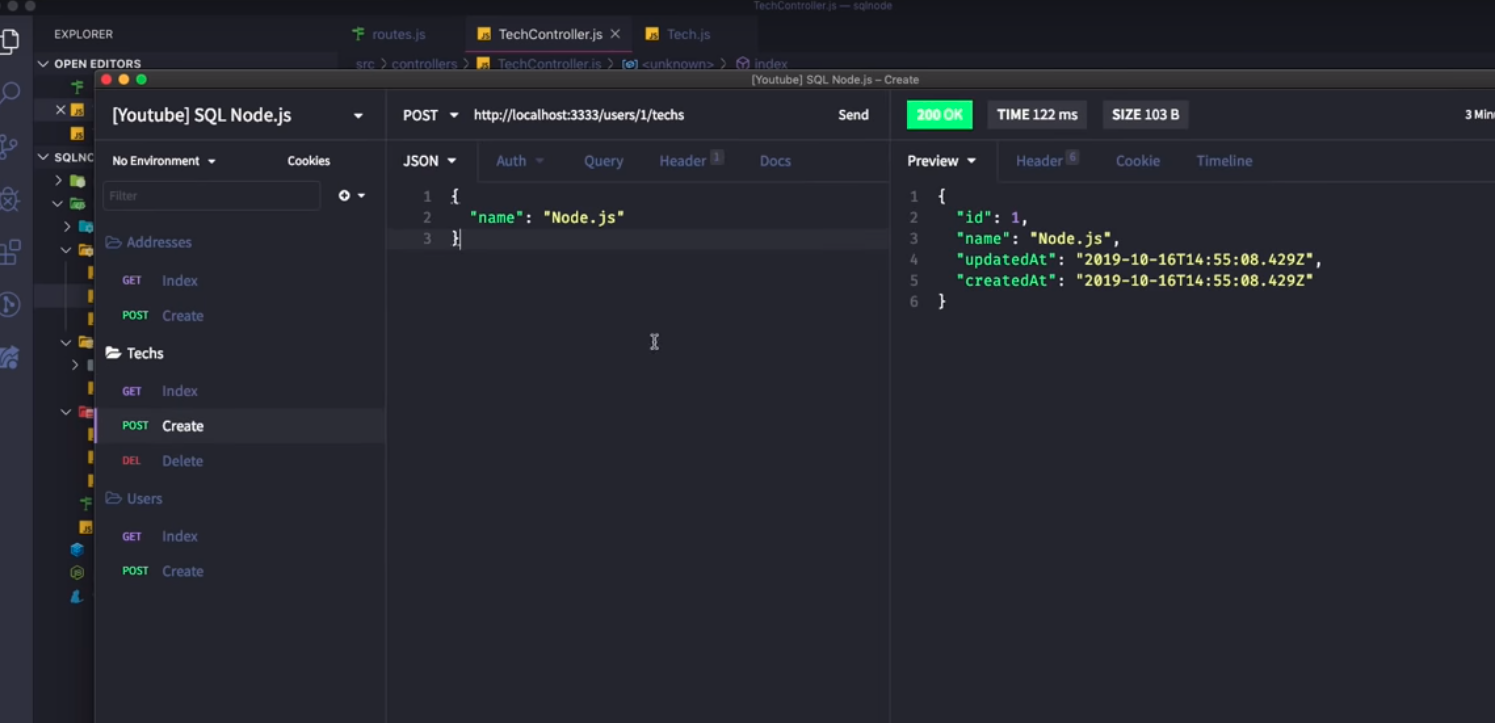 TechController.js — sqlnode
EXPLORER
routes.js
TechController.js
Tech.js
OPEN EDITORS
src > controllers > TechController.js > <unknown> > index
[Youtube] SQL Node.js – Create
[Youtube] SQL Node.js
POST http://localhost:3333/users/1/techs Send
200 OK TIME 122 ms SIZE 103 B
SQLNO
No Environment Cookies
JSON Auth Query Header 1 Docs
Preview Header 6 Cookie Timeline
Filter
1 {
2 "name": "Node.js"
3 }
1 {
2 "id": 1,
3 "name": "Node.js",
4 "updatedAt": "2019-10-16T14:55:08.429Z",
5 "createdAt": "2019-10-16T14:55:08.429Z"
6 }
Addresses
GET Index
POST Create
Techs
GET Index
POST Create
DEL Delete
Users
GET Index
POST Create